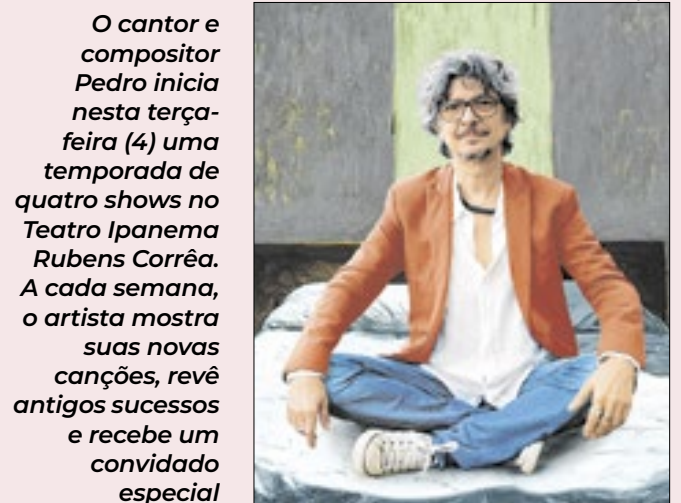 O cantor e
compositor
Pedro inicia
nesta terça-
feira (4) uma
temporada de
quatro shows no
Teatro Ipanema
Rubens Corrêa.
A cada semana,
o artista mostra
suas novas
canções, revê
antigos sucessos
e recebe um
convidado
especial